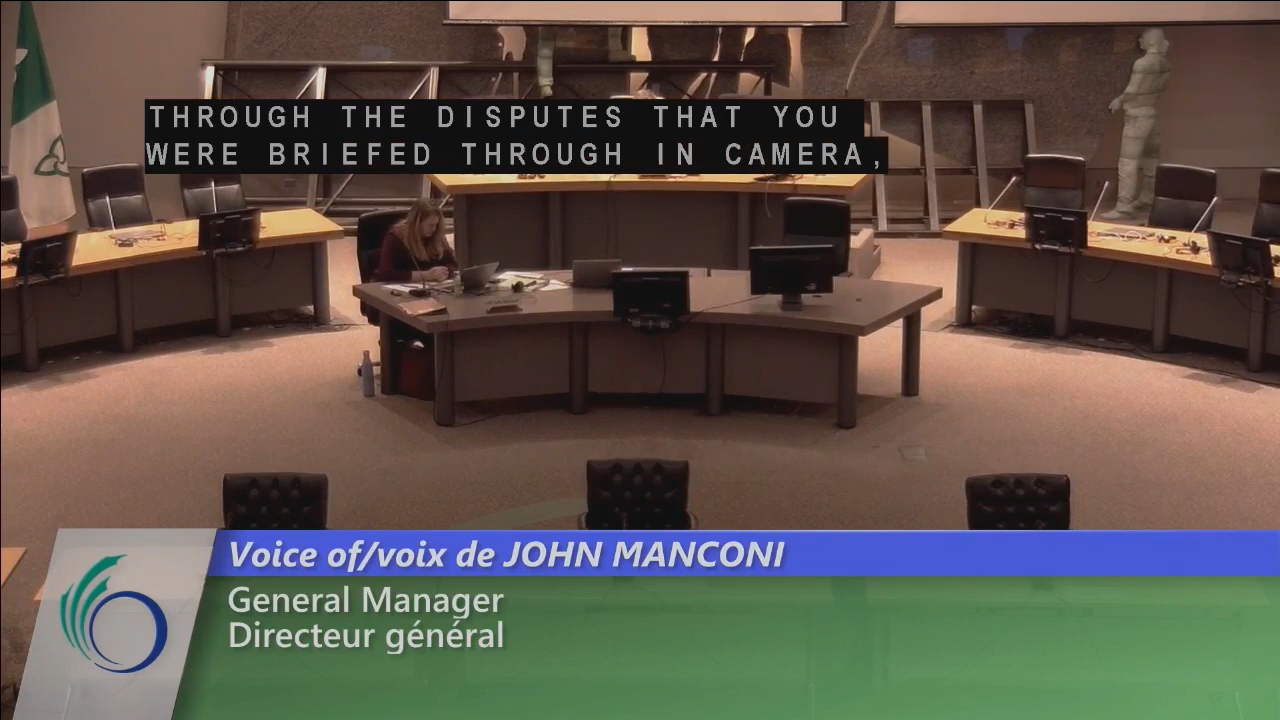 THROUGH THE DISPUTES THAT YOU
WERE BRIEFED THROUGH IN CAMERA,
Voice of/voix de JOHN MANCONI
General Manager
Directeur général